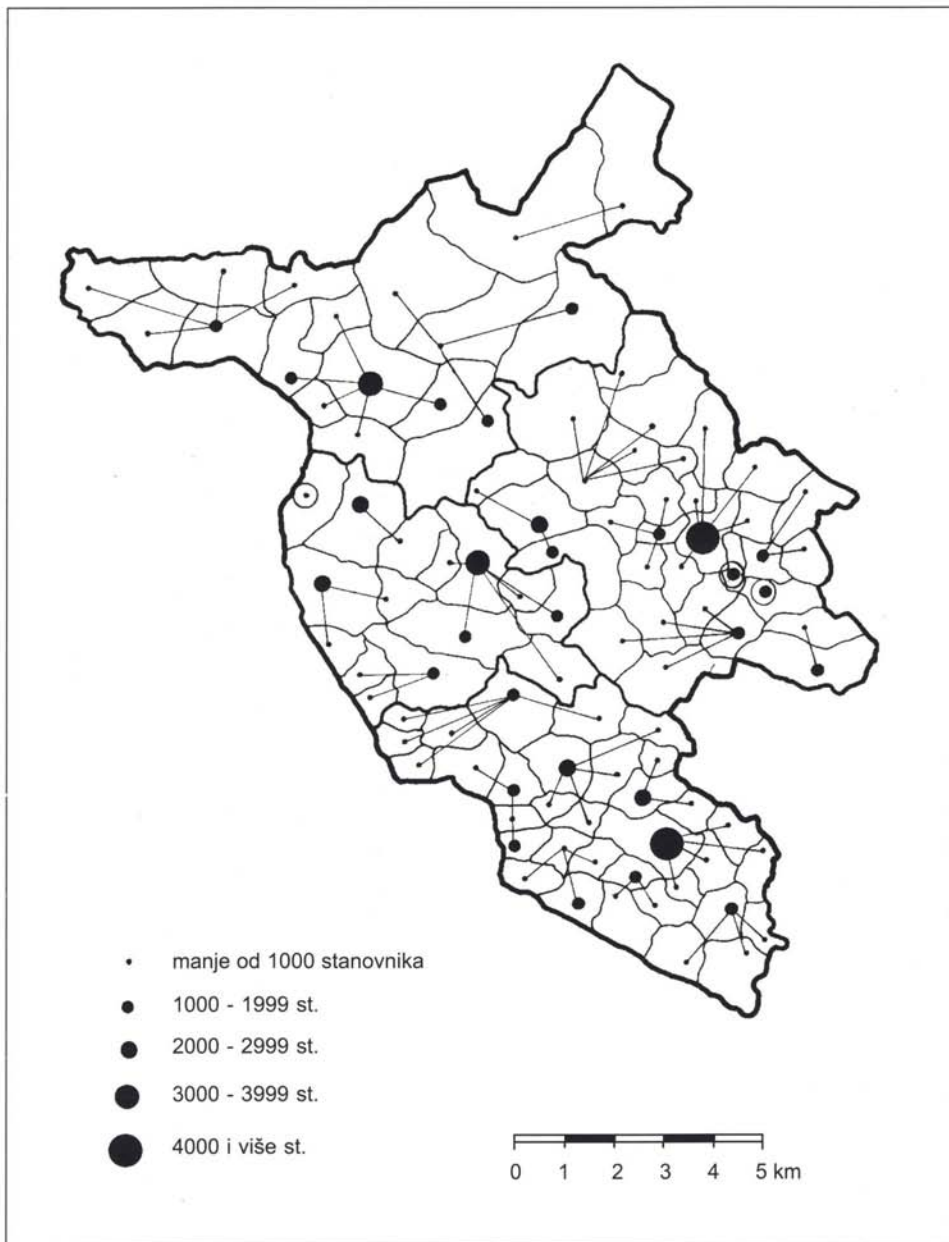 manje od 1000 stanovnika
1000 - 1999 st.
2000 - 2999 st.
3000 - 3999 st.
4000 i više st.
0 1 2 3 4 5 km